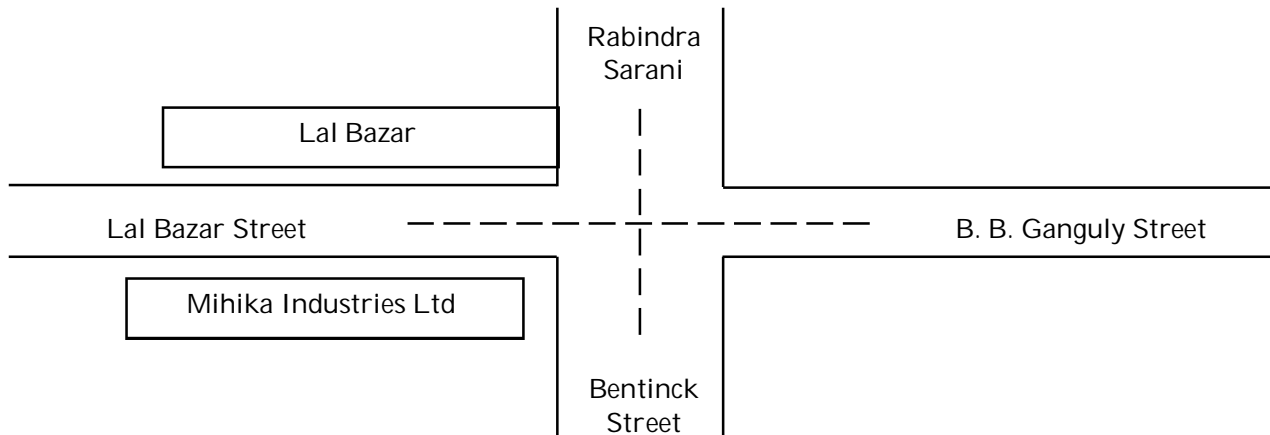 Rabindra
Sarani
Lal Bazar
Lal Bazar Street
B. B. Ganguly Street
Mihika Industries Ltd
Bentinck
Street